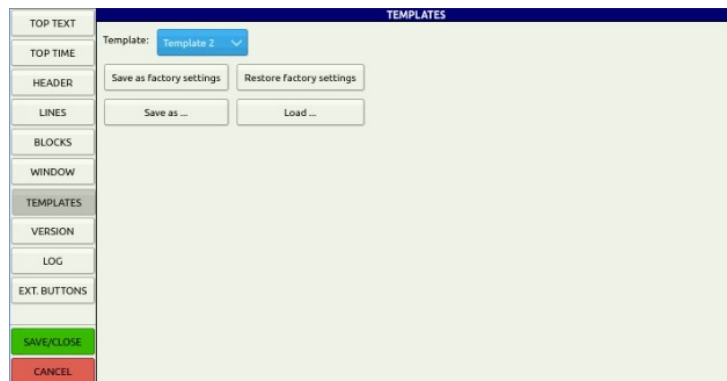 TEMPLATES
TOP TEXT
TOP TIME
HEADER
LINES
BLOCKS
WINDOW
TEMPLATES
VERSION
LOG
EXT. BUTTONS
SAVE/CLOSE
CANCEL
Template: Template 2
Save as factory settings Restore factory settings
Save as ... Load ...